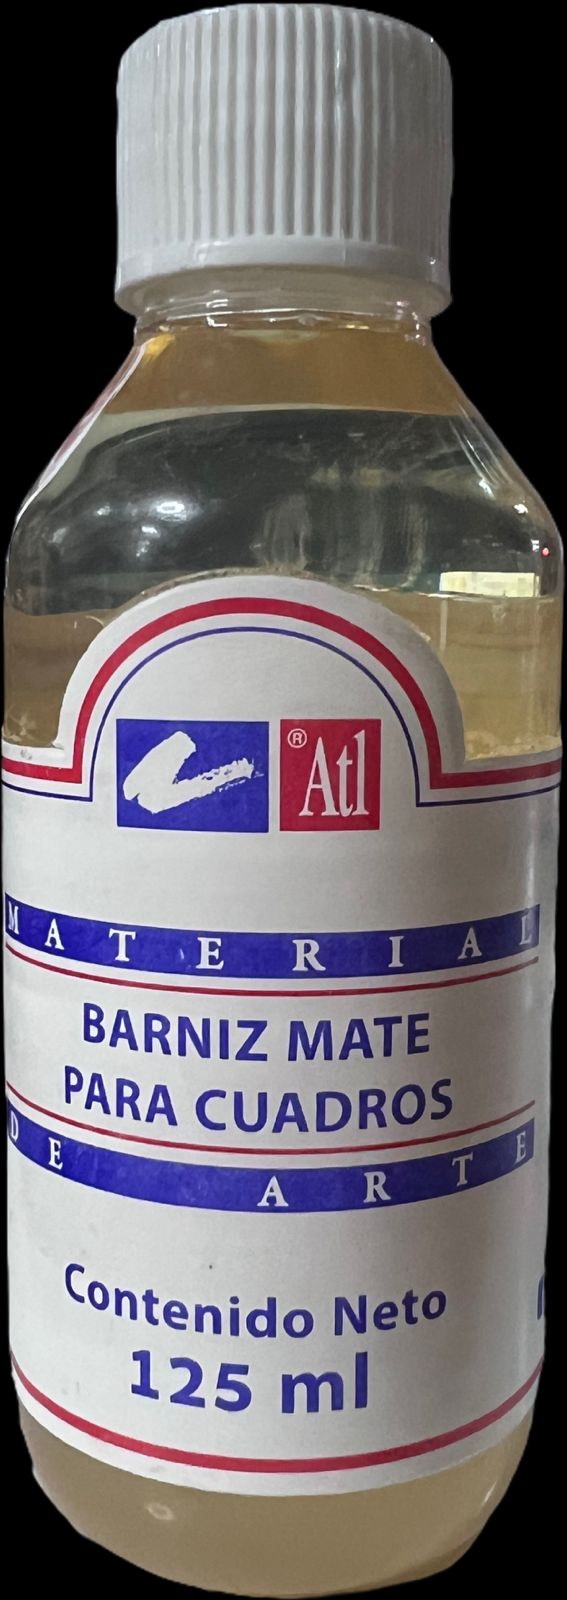 ® Atl
MATERIAL
BARNIZ MATE
PARA CUADROS
DE ARTE
Contenido Neto
125 ml